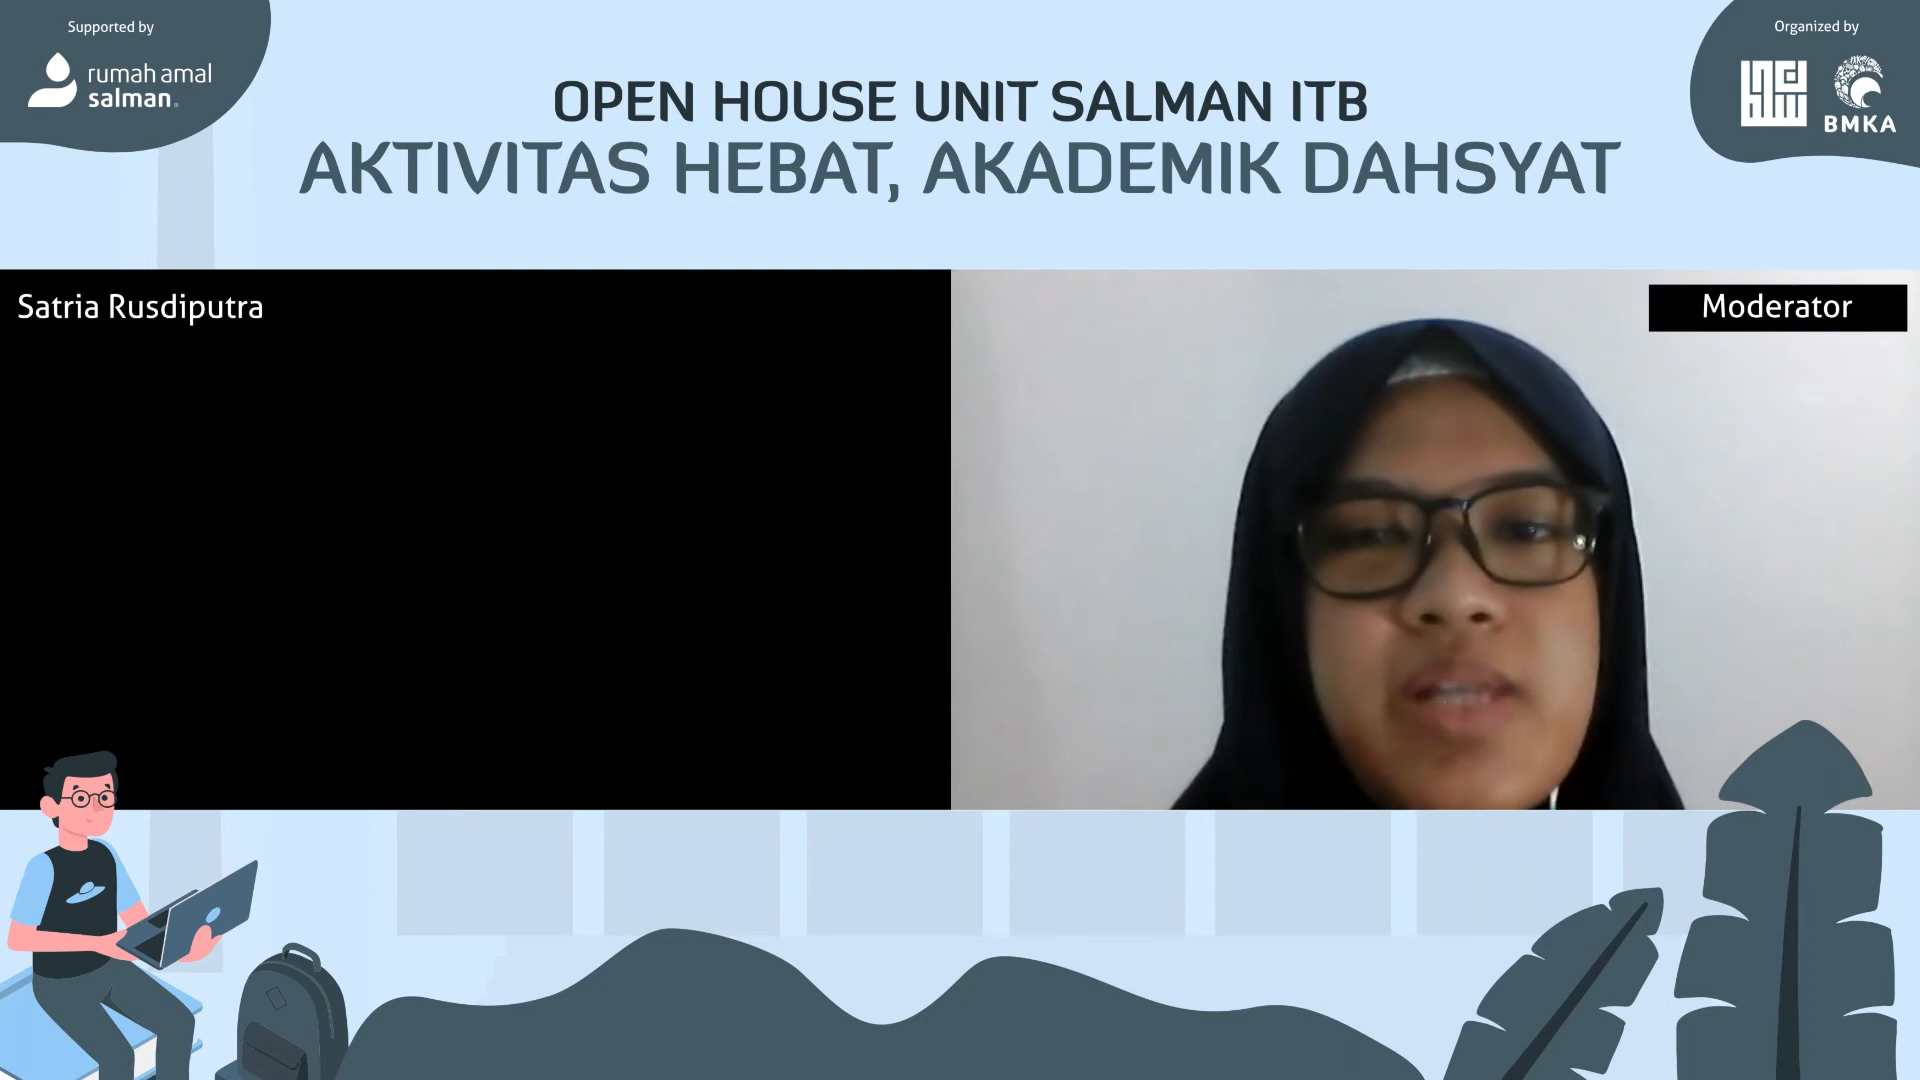 Supported by
rumah amal
salman
OPEN HOUSE UNIT SALMAN ITB
AKTIVITAS HEBAT, AKADEMIK DAHSYAT
Organized by
BMKA
Satria Rusdiputra
Moderator